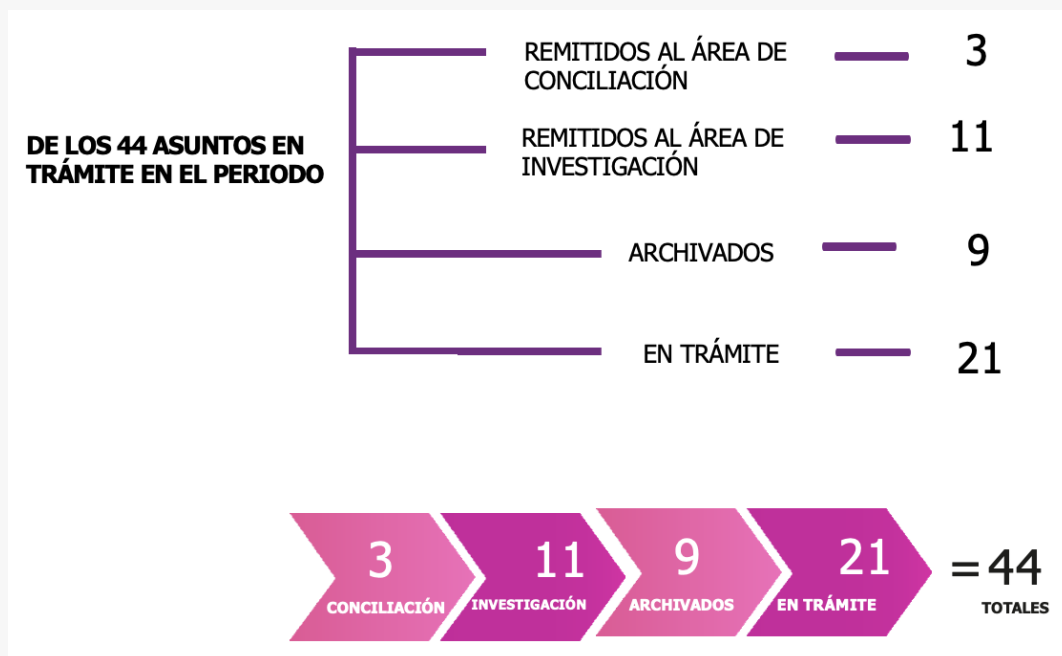 REMITIDOS AL ÁREA DE
CONCILIACIÓN
3
DE LOS 44 ASUNTOS EN
TRÁMITE EN EL PERIODO
REMITIDOS AL ÁREA DE
INVESTIGACIÓN
11
ARCHIVADOS
9
EN TRÁMITE
21
3
CONCILIACIÓN
11
INVESTIGACIÓN
9
ARCHIVADOS
21
EN TRÁMITE
=44
TOTALES